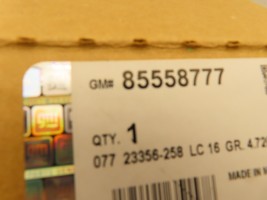 GM# 85558777
QTY. 1
077 23356-258 LC 16 GR. 4.72
MADE IN